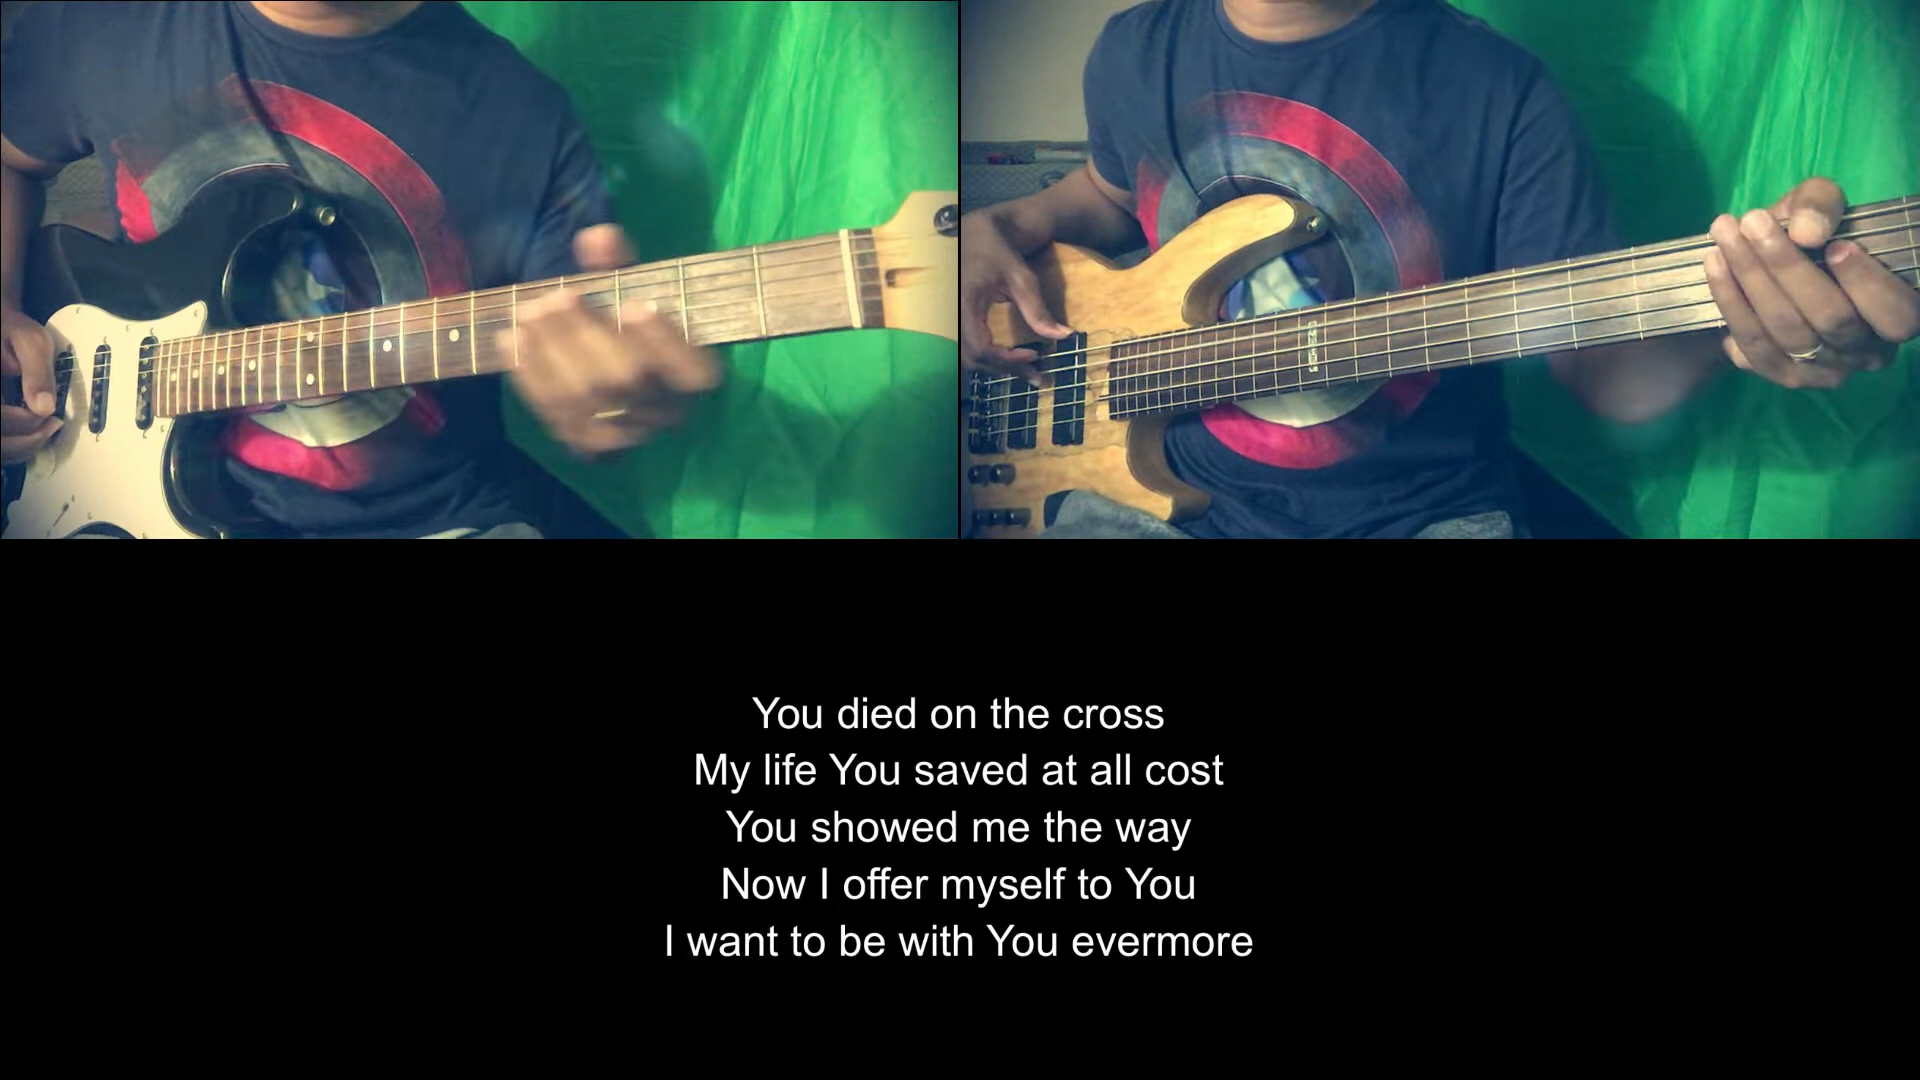 You died on the cross
My life You saved at all cost
You showed me the way
Now I offer myself to You
I want to be with You evermore